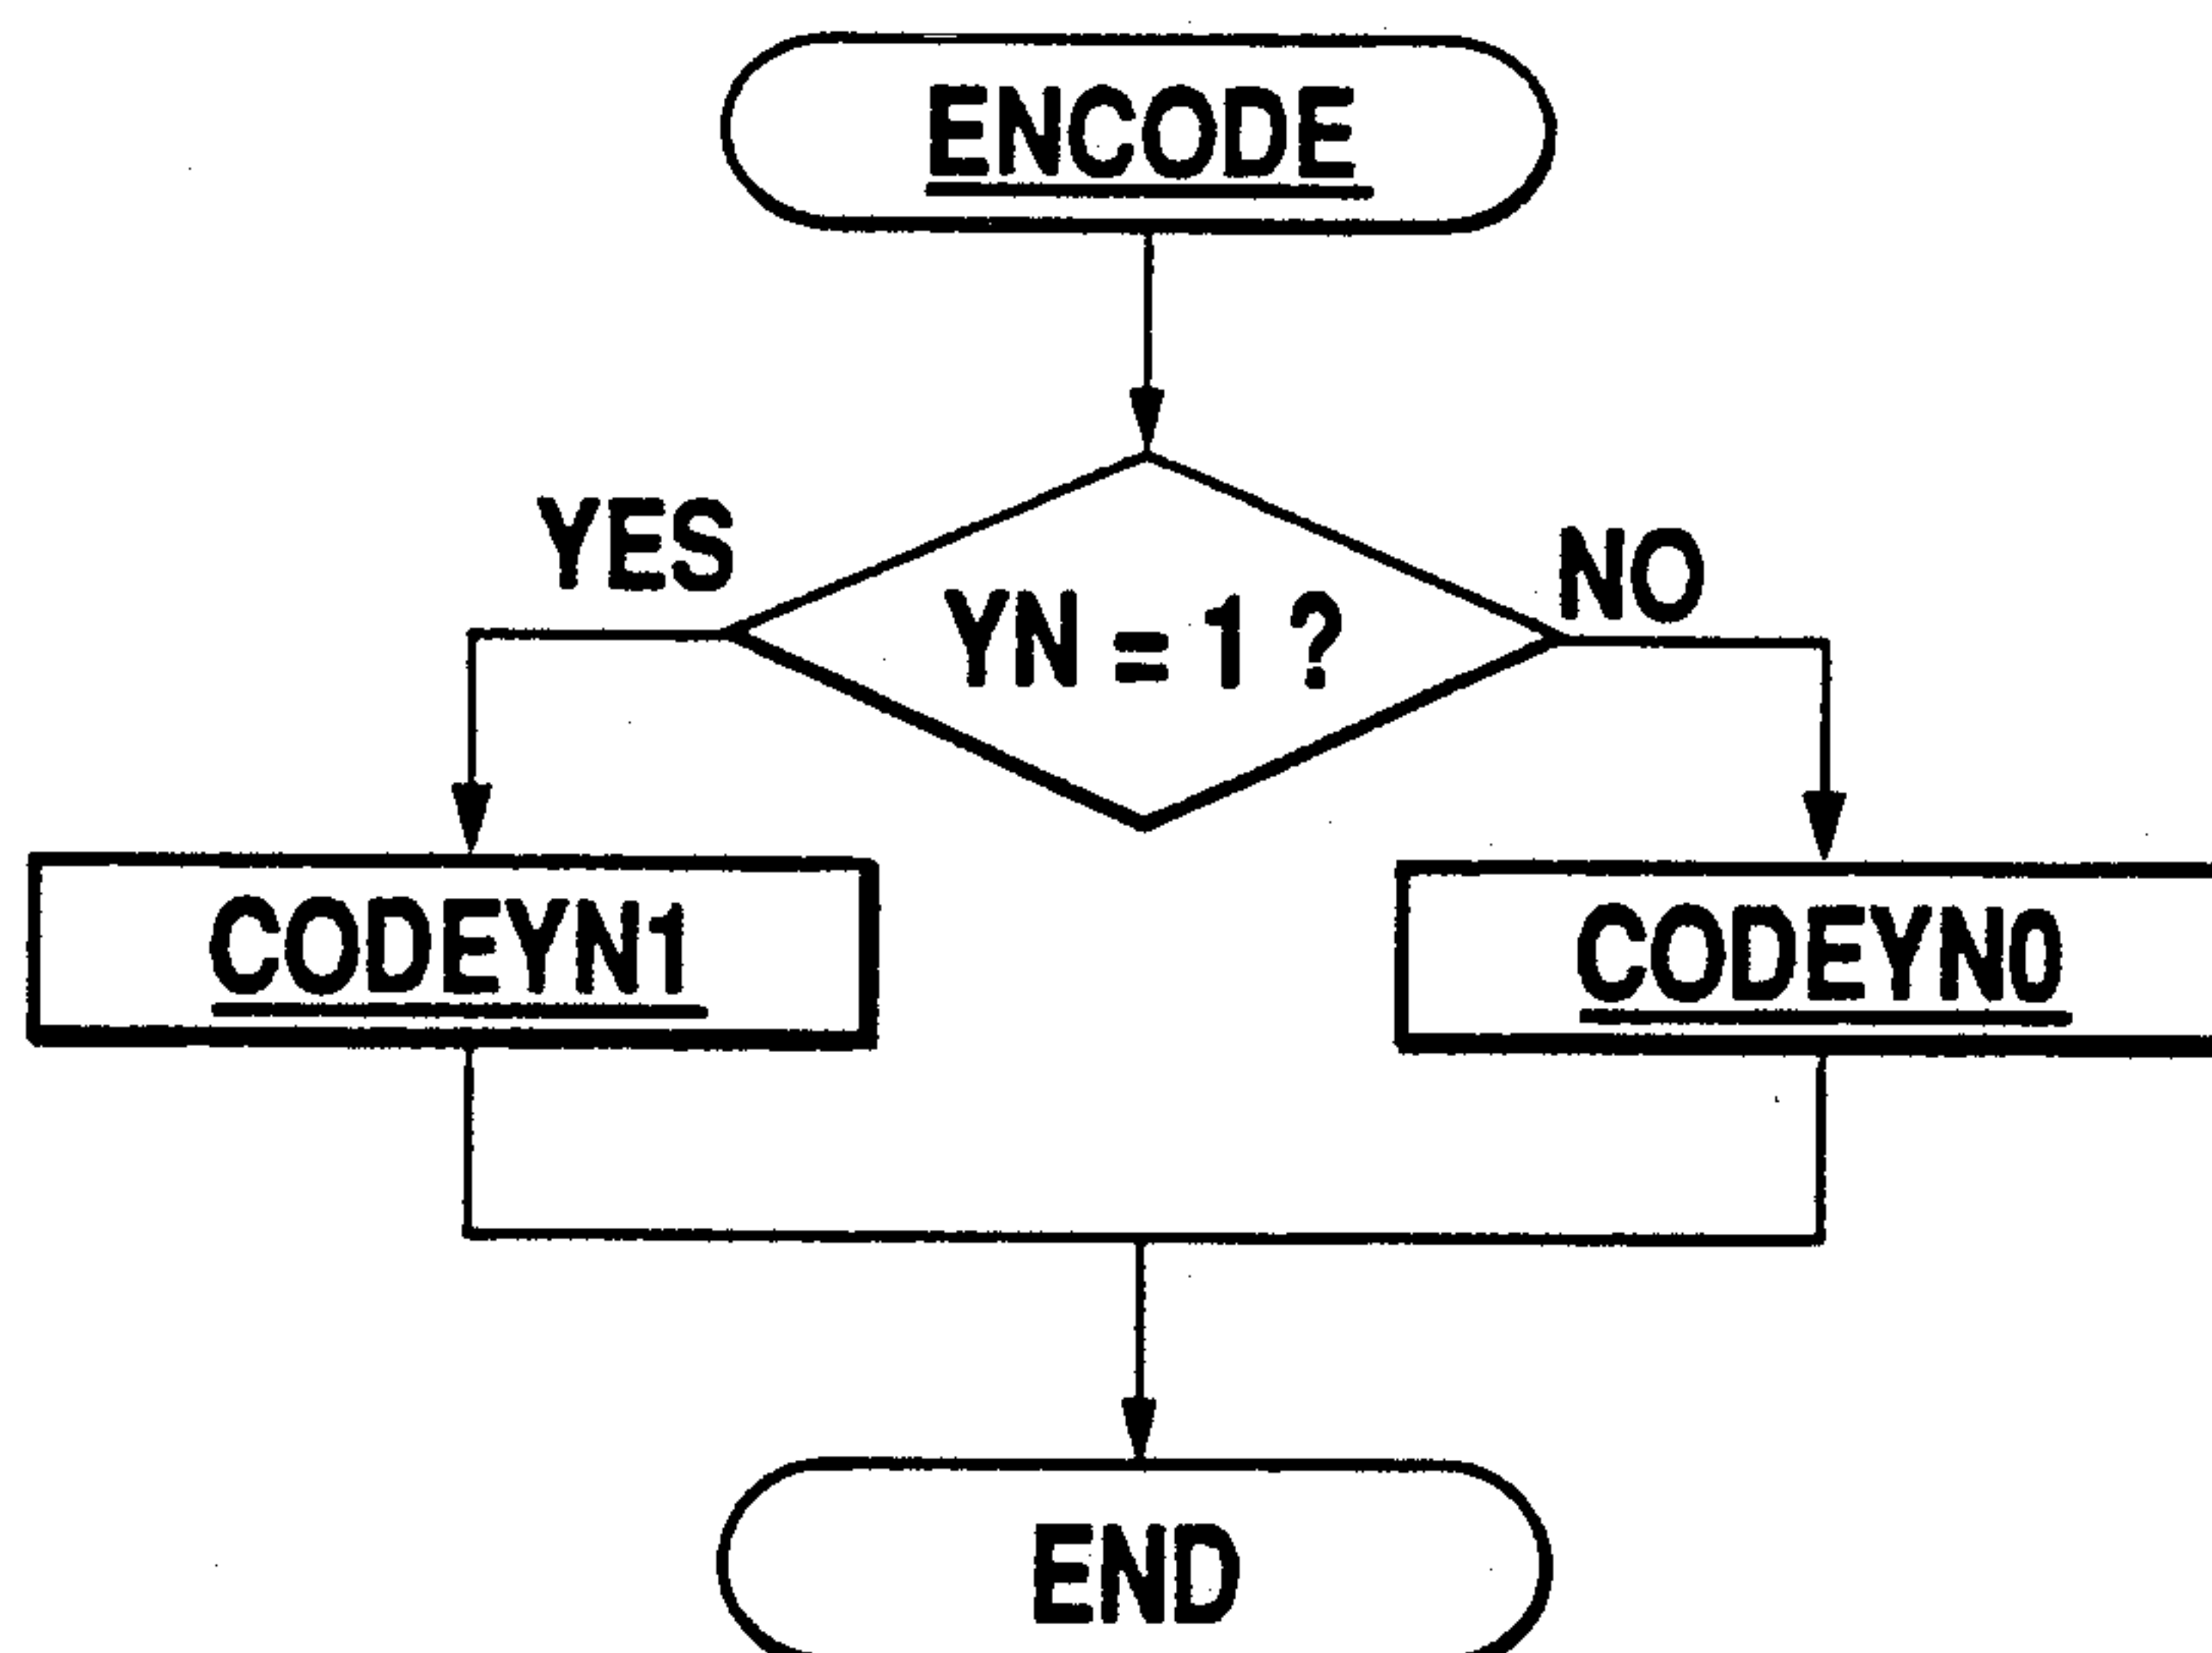 ENCODE
YES
NO
YN = 1 ?
CODEYN1
CODEYN0
END